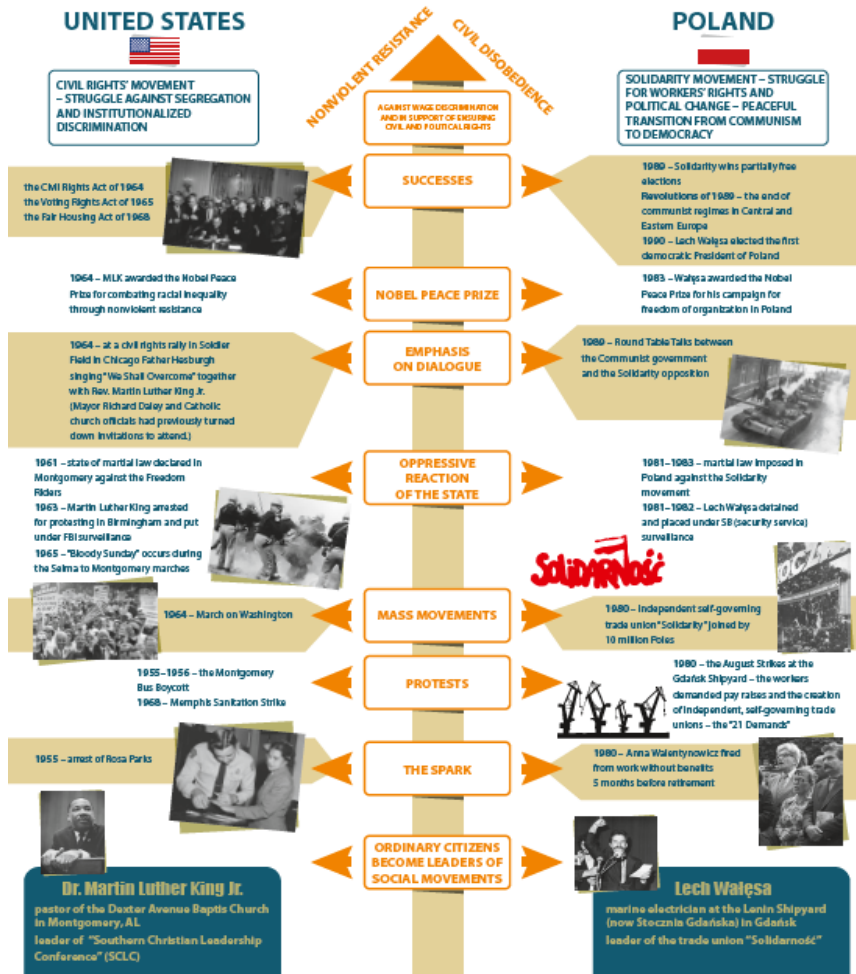 UNITED STATES
POLAND
NONVIOLENT RESISTANCE
CIVIL DISOBEDIENCE
CIVIL RIGHTS' MOVEMENT
– STRUGGLE AGAINST SEGREGATION
AND INSTITUTIONALIZED
DISCRIMINATION
AGAINST WAGE DISCRIMINATION
AND IN SUPPORT OF ENSURING
CIVIL AND POLITICAL RIGHTS
SOLIDARITY MOVEMENT – STRUGGLE
FOR WORKERS' RIGHTS AND
POLITICAL CHANGE – PEACEFUL
TRANSITION FROM COMMUNISM
TO DEMOCRACY
the Civil Rights Act of 1964
the Voting Rights Act of 1965
the Fair Housing Act of 1968
SUCCESSES
1989 – Solidarity wins partially free
elections
Revolutions of 1989 – the end of
communist regimes in Central and
Eastern Europe
1990 – Lech Wałęsa elected the first
democratic President of Poland
1964 – MLK awarded the Nobel Peace
Prize for combating racial inequality
through nonviolent resistance
NOBEL PEACE PRIZE
1983 – Wałęsa awarded the Nobel
Peace Prize for his campaign for
freedom of organization in Poland
1964 – at a civil rights rally in Soldier
Field in Chicago Father Hesburgh
singing "We Shall Overcome" together
with Rev. Martin Luther King Jr.
(Mayor Richard Daley and Catholic
church officials had previously turned
down invitations to attend.)
EMPHASIS
ON DIALOGUE
1989 – Round Table Talks between
the Communist government
and the Solidarity opposition
1961 – state of martial law declared in
Montgomery against the Freedom
Riders
1963 – Martin Luther King arrested
for protesting in Birmingham and put
under FBI surveillance
1965 – "Bloody Sunday" occurs during
the Selma to Montgomery marches
OPPRESSIVE
REACTION
OF THE STATE
1981–1983 – martial law imposed in
Poland against the Solidarity
movement
1981–1982 – Lech Wałęsa detained
and placed under SB (security service)
surveillance
SOLIDARNOŚĆ
1964 – March on Washington
MASS MOVEMENTS
1980 – Independent self-governing
trade union "Solidarity" joined by
10 million Poles
1955–1956 – the Montgomery
Bus Boycott
1968 – Memphis Sanitation Strike
PROTESTS
1980 – the August Strikes at the
Gdańsk Shipyard – the workers
demanded pay raises and the creation
of independent, self-governing trade
unions – the "21 Demands"
1955 – arrest of Rosa Parks
THE SPARK
1980 – Anna Walentynowicz fired
from work without benefits
5 months before retirement
ORDINARY CITIZENS
BECOME LEADERS OF
SOCIAL MOVEMENTS
Dr. Martin Luther King Jr.
pastor of the Dexter Avenue Baptis Church
in Montgomery, AL
leader of "Southern Christian Leadership
Conference" (SCLC)
Lech Wałęsa
marine electrician at the Lenin Shipyard
(now Stocznia Gdańska) in Gdańsk
leader of the trade union "Solidarność"